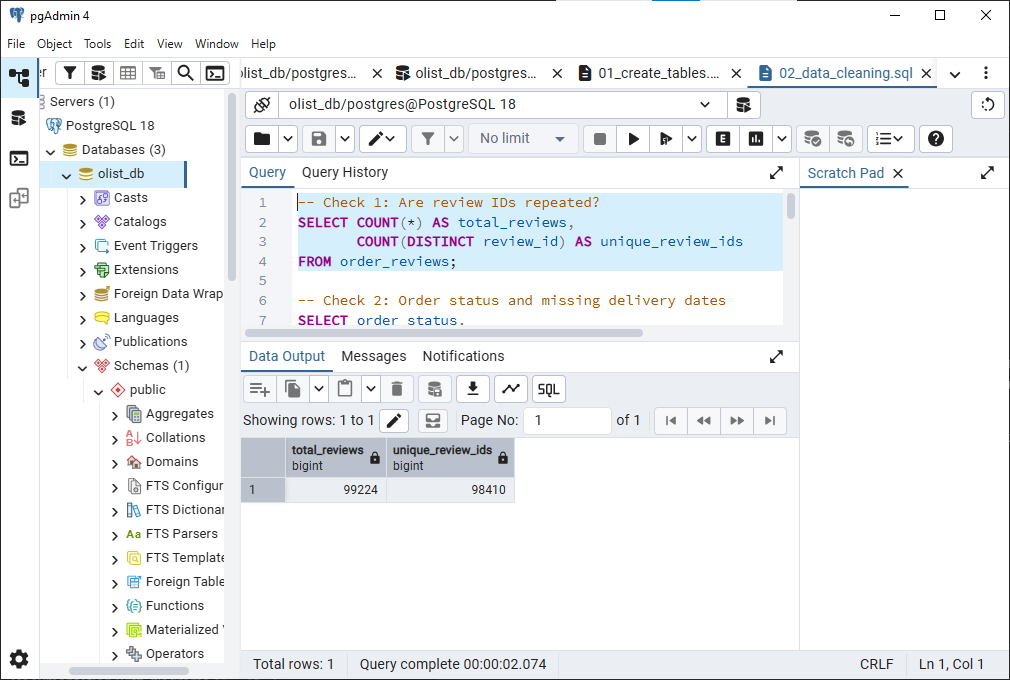 pgAdmin 4
File Object Tools Edit View Window Help
olist_db/postgres... olist_db/postgres... 01_create_tables.... 02_data_cleaning.sql
Servers (1)
PostgreSQL 18
Databases (3)
olist_db
Casts
Catalogs
Event Triggers
Extensions
Foreign Data Wrap
Languages
Publications
Schemas (1)
public
Aggregates
Collations
Domains
FTS Configur
FTS Dictionar
Aa FTS Parsers
FTS Template
Foreign Table
Functions
Materialized
Operators
olist_db/postgres@PostgreSQL 18
No limit
Query Query History
1 -- Check 1: Are review IDs repeated?
2 SELECT COUNT(*) AS total_reviews,
3 COUNT(DISTINCT review_id) AS unique_review_ids
4 FROM order_reviews;
5
6 -- Check 2: Order status and missing delivery dates
7 SELECT order_status,
Scratch Pad
Data Output Messages Notifications
SQL
Showing rows: 1 to 1 Page No: 1 of 1
total_reviews unique_review_ids
bigint bigint
1 99224 98410
Total rows: 1 Query complete 00:00:02.074 CRLF Ln 1, Col 1